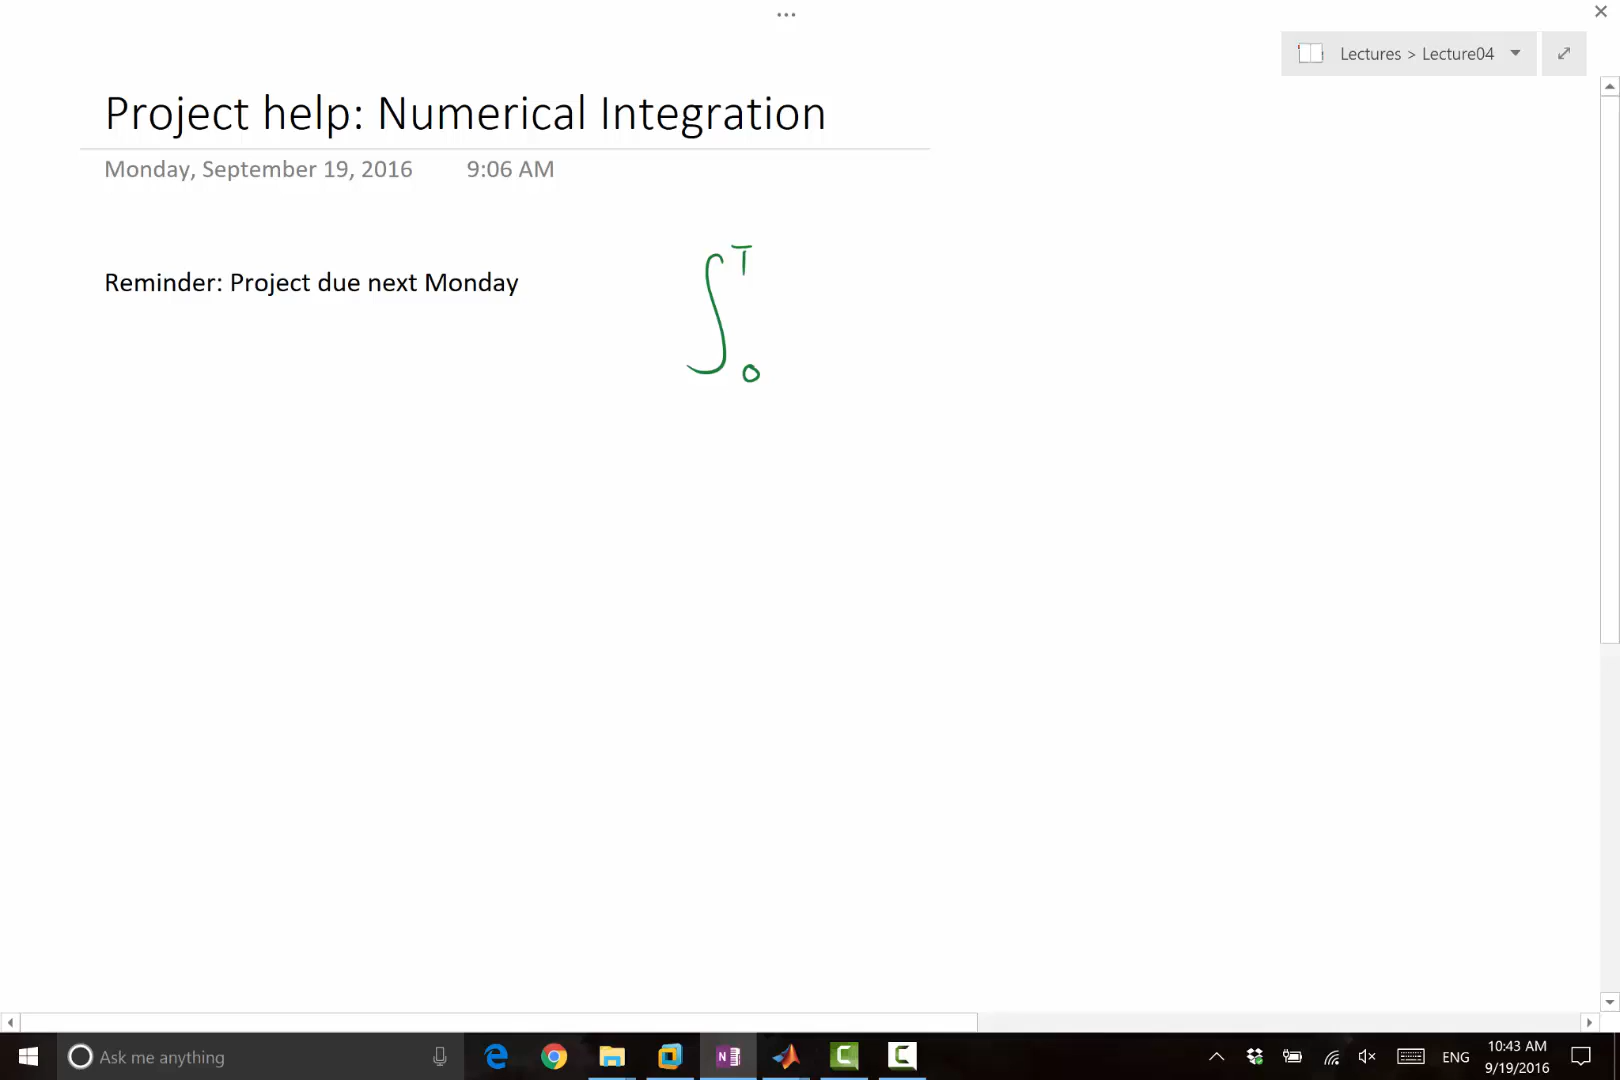 ...
Lectures > Lecture04
Project help: Numerical Integration
Monday, September 19, 2016 9:06 AM
Reminder: Project due next Monday
∫
T
0
Ask me anything
N
ENG
10:43 AM
9/19/2016